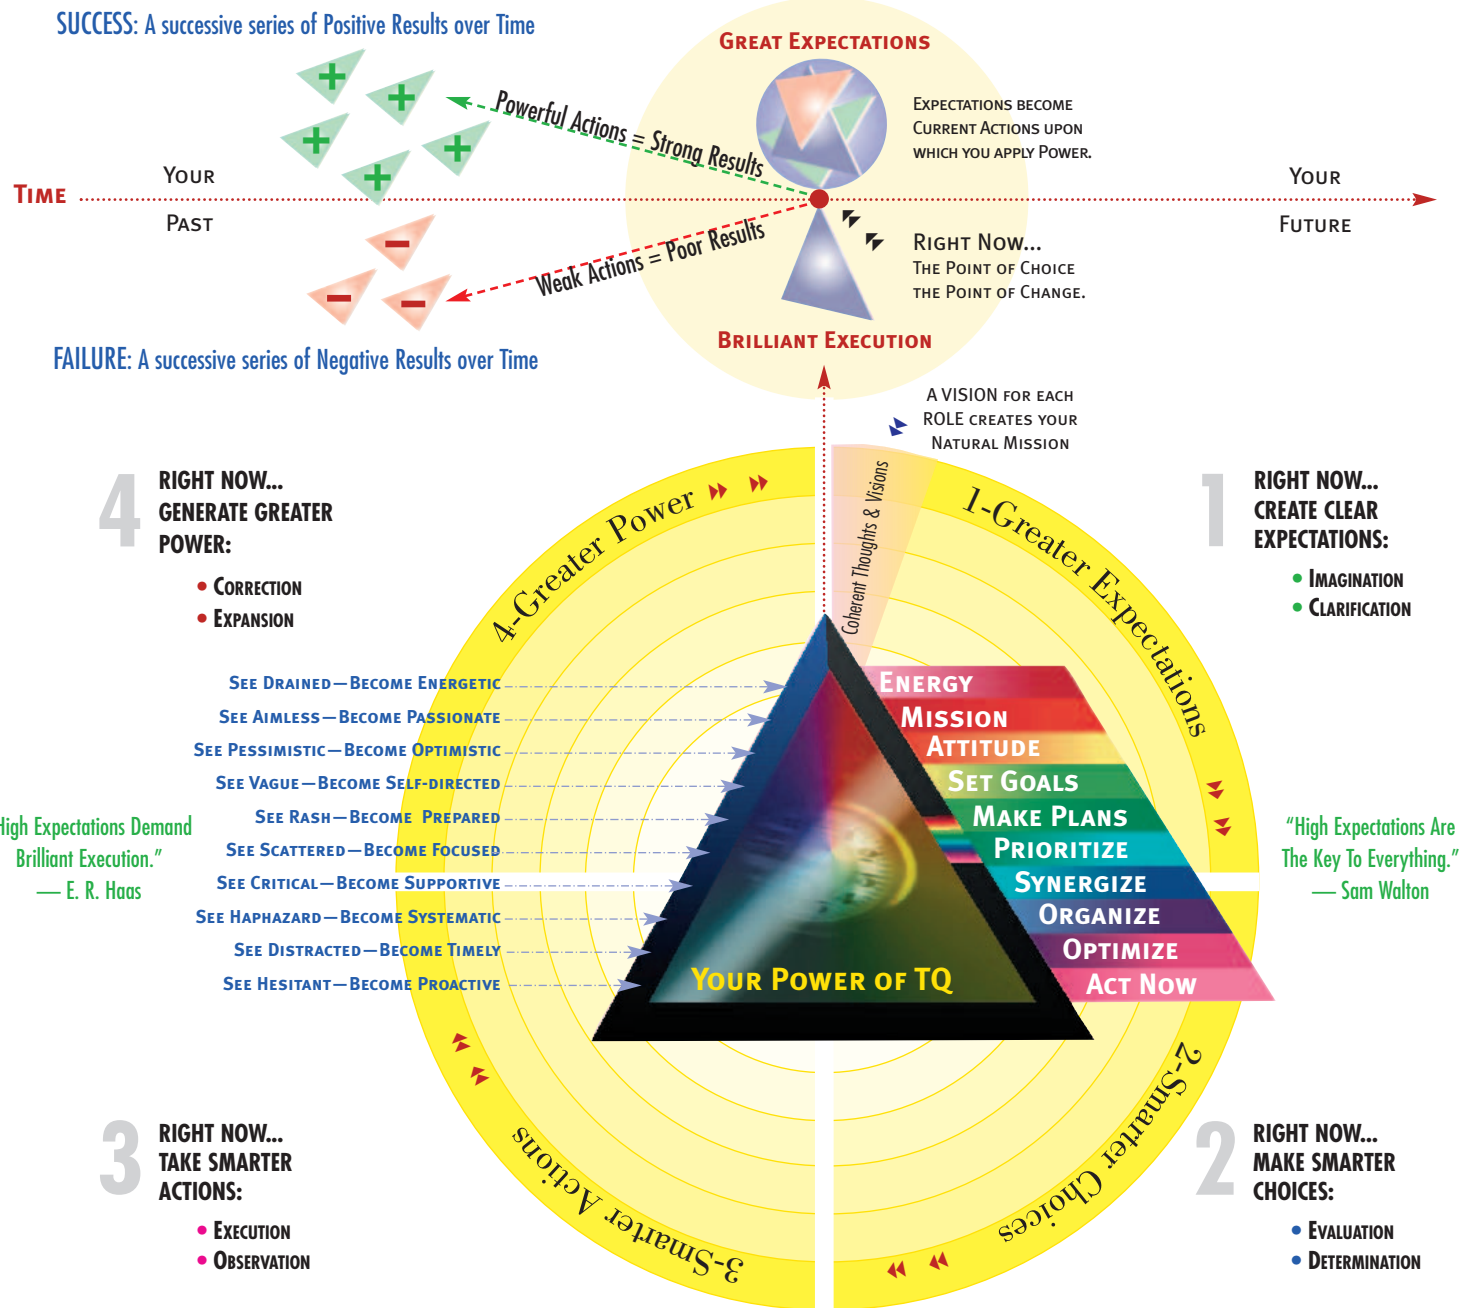 SUCCESS: A successive series of Positive Results over Time
GREAT EXPECTATIONS
EXPECTATIONS BECOME
CURRENT ACTIONS UPON
WHICH YOU APPLY POWER.
Powerful Actions = Strong Results
TIME
YOUR
PAST
YOUR
FUTURE
Weak Actions = Poor Results
RIGHT NOW...
THE POINT OF CHOICE
THE POINT OF CHANGE.
BRILLIANT EXECUTION
FAILURE: A successive series of Negative Results over Time
A VISION FOR EACH
ROLE CREATES YOUR
NATURAL MISSION
4
RIGHT NOW...
GENERATE GREATER
POWER:
• CORRECTION
• EXPANSION
4-Greater Power
Coherent Thoughts & Visions
1-Greater Expectations
1
RIGHT NOW...
CREATE CLEAR
EXPECTATIONS:
• IMAGINATION
• CLARIFICATION
SEE DRAINED—BECOME ENERGETIC
SEE AIMLESS—BECOME PASSIONATE
SEE PESSIMISTIC—BECOME OPTIMISTIC
SEE VAGUE—BECOME SELF-DIRECTED
SEE RASH—BECOME PREPARED
SEE SCATTERED—BECOME FOCUSED
SEE CRITICAL—BECOME SUPPORTIVE
SEE HAPHAZARD—BECOME SYSTEMATIC
SEE DISTRACTED—BECOME TIMELY
SEE HESITANT—BECOME PROACTIVE
ENERGY
MISSION
ATTITUDE
SET GOALS
MAKE PLANS
PRIORITIZE
SYNERGIZE
ORGANIZE
OPTIMIZE
ACT NOW
YOUR POWER OF TQ
High Expectations Demand
Brilliant Execution.”
— E. R. Haas
“High Expectations Are
The Key To Everything.”
— Sam Walton
3
RIGHT NOW...
TAKE SMARTER
ACTIONS:
• EXECUTION
• OBSERVATION
3-Smarter Actions
2-Smarter Choices
2
RIGHT NOW...
MAKE SMARTER
CHOICES:
• EVALUATION
• DETERMINATION